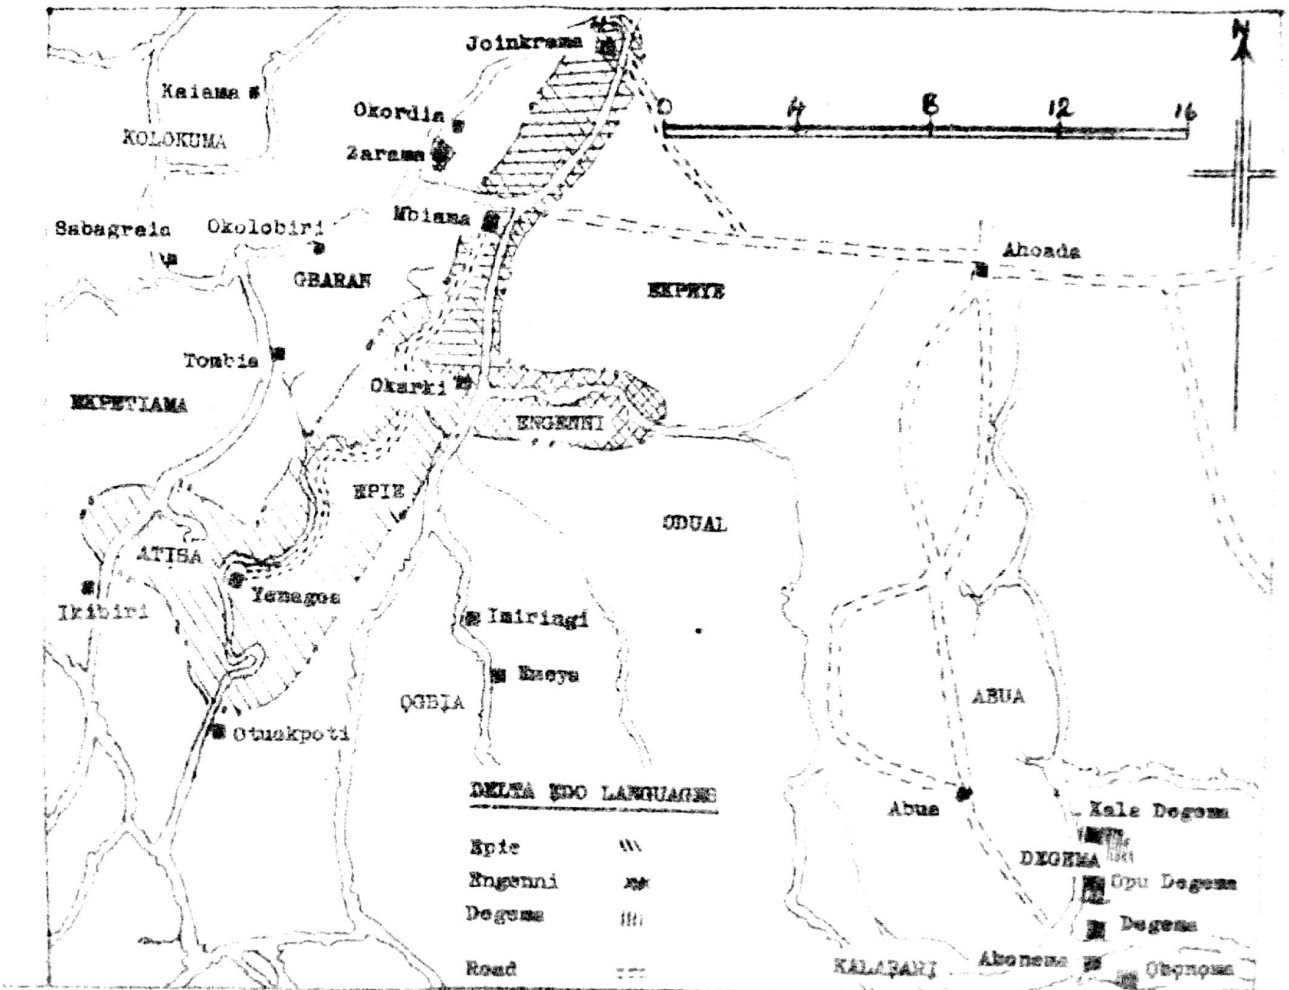 N
Joinkrama
0 4 8 12 16
Kaiama
Okordia
KOLOKUMA
Zarama
Mbiama
Sabagreia
Okolobiri
Ahoada
GBARAN
EKPEYE
Tombia
Okarki
EKPETIAMA
ENGENNI
EPIE
ODUAL
ATISA
Yenagoa
Ikibiri
Imiringi
Emeya
OGBIA
ABUA
Otuakpoti
DELTA EDO LANGUAGES
Abua
Kala Degema
Epie
DEGEMA
Engenni
Opu Degema
Degema
Degema
Road
KALABARI
Abonema
Obonoma